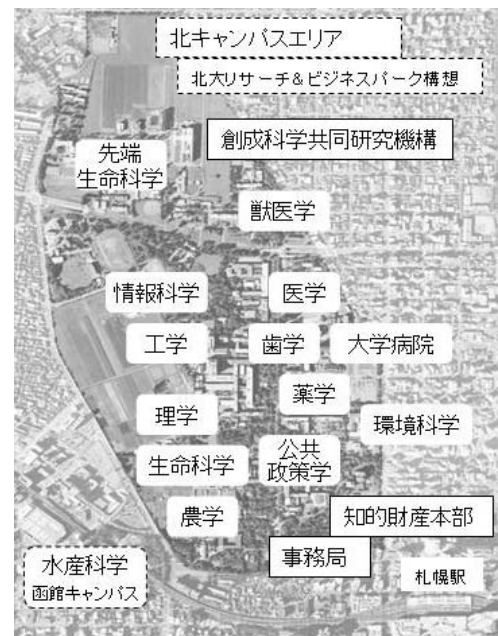 北キャンパスエリア
北大リサーチ&ビジネスパーク構想
創成科学共同研究機構
先端
生命科学
獣医学
情報科学
医学
工学
歯学
大学病院
薬学
理学
環境科学
生命科学
公共
政策学
農学
知的財産本部
事務局
水産科学
函館キャンパス
札幌駅